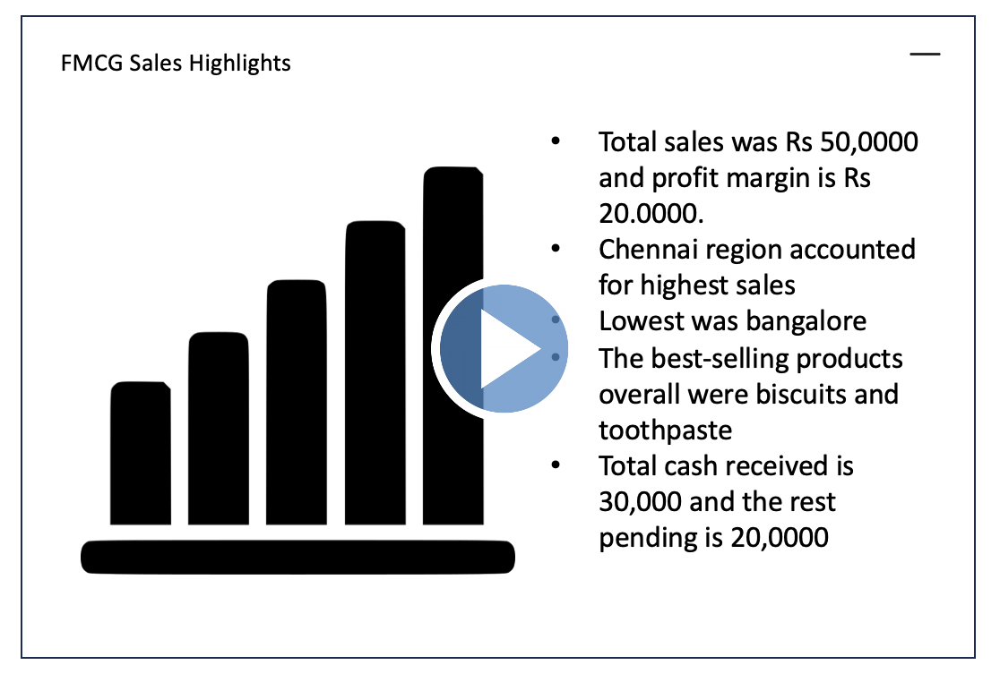 FMCG Sales Highlights
• Total sales was Rs 50,0000
and profit margin is Rs
20.0000.
• Chennai region accounted
for highest sales
• Lowest was bangalore
• The best-selling products
overall were biscuits and
toothpaste
• Total cash received is
30,000 and the rest
pending is 20,0000